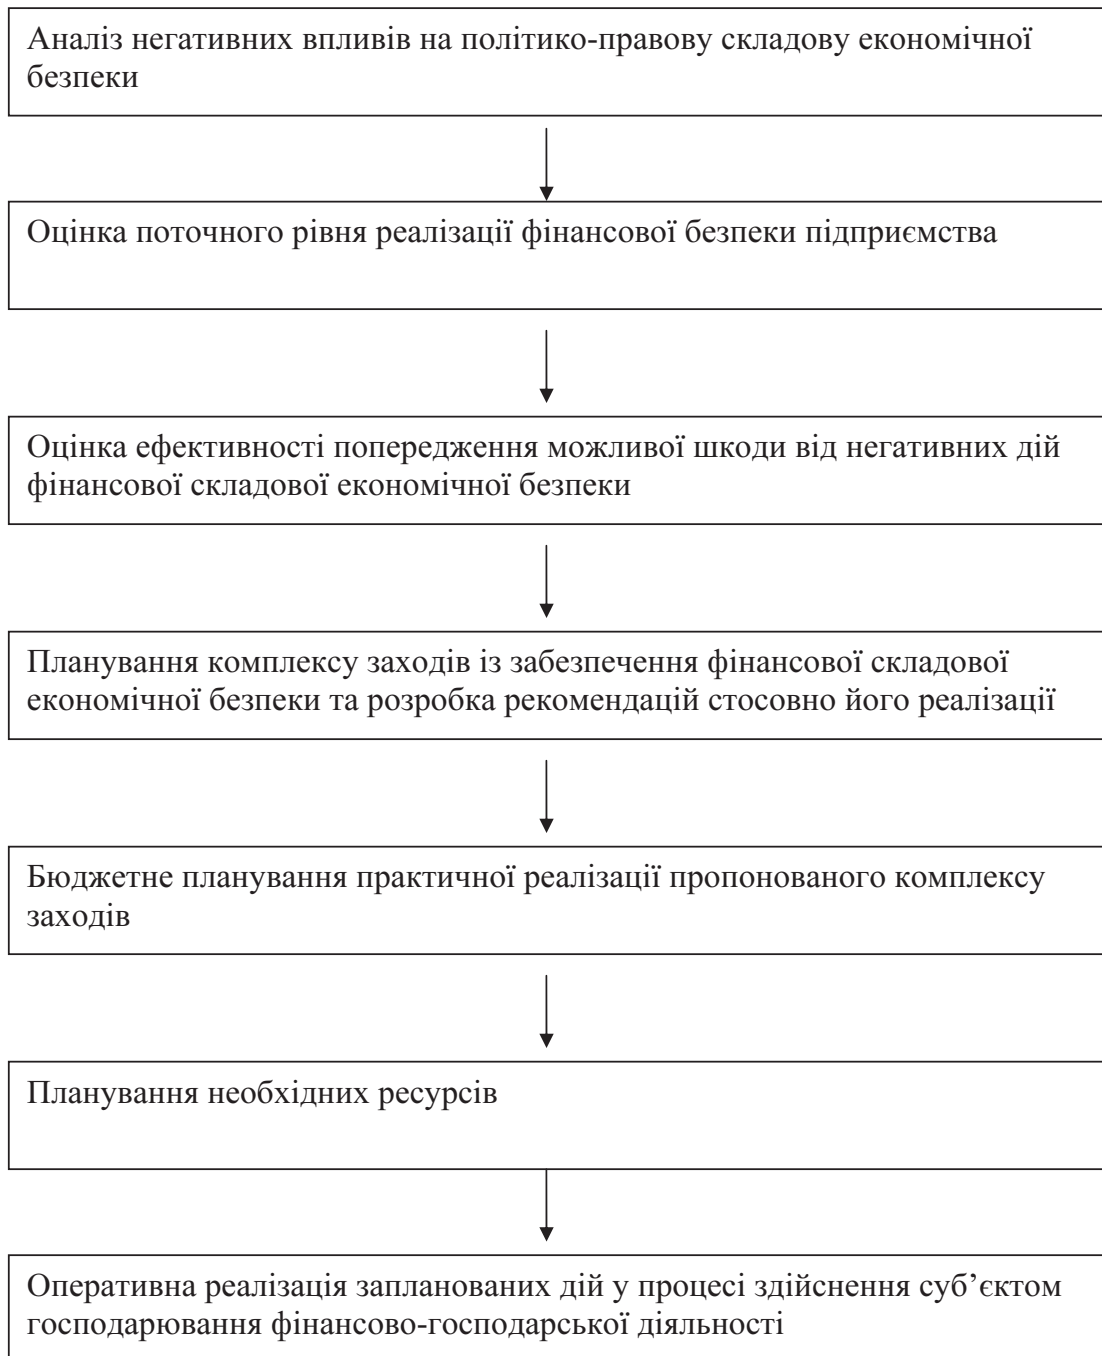 Аналіз негативних впливів на політико-правову складову економічної
безпеки
Оцінка поточного рівня реалізації фінансової безпеки підприємства
Оцінка ефективності попередження можливої шкоди від негативних дій
фінансової складової економічної безпеки
Планування комплексу заходів із забезпечення фінансової складової
економічної безпеки та розробка рекомендацій стосовно його реалізації
Бюджетне планування практичної реалізації пропонованого комплексу
заходів
Планування необхідних ресурсів
Оперативна реалізація запланованих дій у процесі здійснення суб’єктом
господарювання фінансово-господарської діяльності